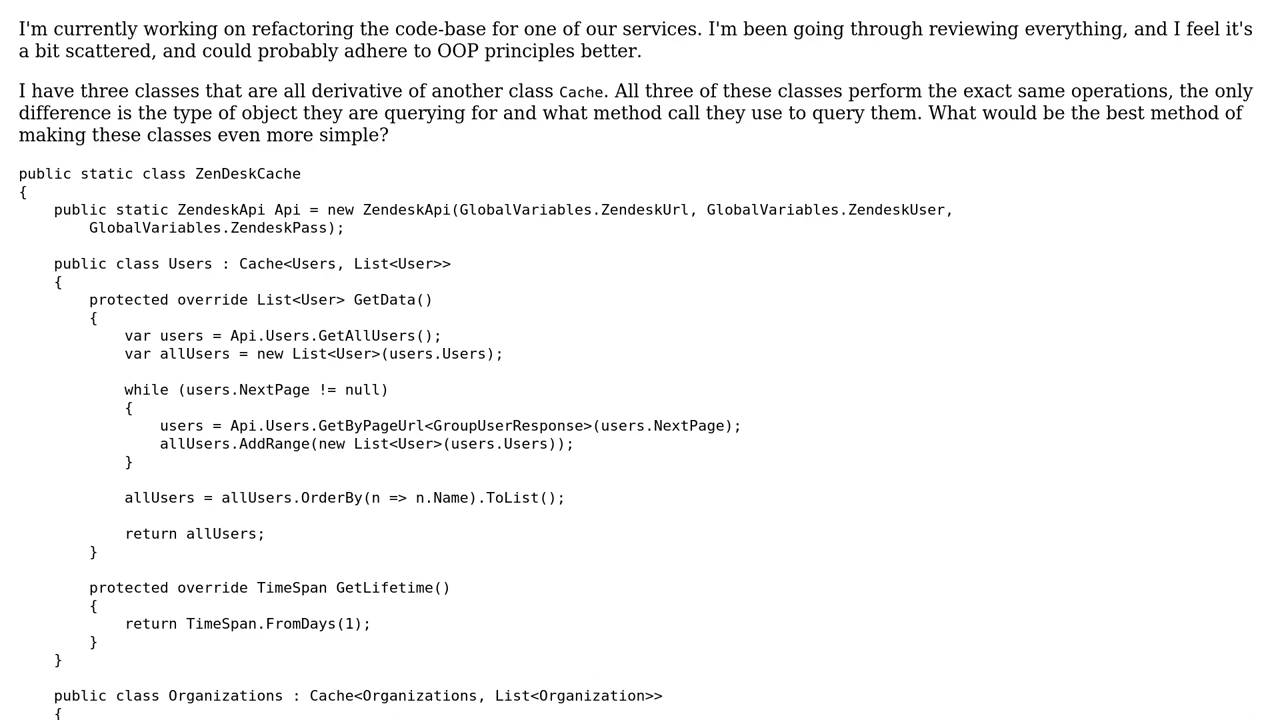 I'm currently working on refactoring the code-base for one of our services. I'm been going through reviewing everything, and I feel it's
a bit scattered, and could probably adhere to OOP principles better.
I have three classes that are all derivative of another class Cache. All three of these classes perform the exact same operations, the only
difference is the type of object they are querying for and what method call they use to query them. What would be the best method of
making these classes even more simple?
public static class ZenDeskCache
{
    public static ZendeskApi Api = new ZendeskApi(GlobalVariables.ZendeskUrl, GlobalVariables.ZendeskUser,
        GlobalVariables.ZendeskPass);
    public class Users : Cache<Users, List<User>>
    {
        protected override List<User> GetData()
        {
            var users = Api.Users.GetAllUsers();
            var allUsers = new List<User>(users.Users);
            while (users.NextPage != null)
            {
                users = Api.Users.GetByPageUrl<GroupUserResponse>(users.NextPage);
                allUsers.AddRange(new List<User>(users.Users));
            }
            allUsers = allUsers.OrderBy(n => n.Name).ToList();
            return allUsers;
        }
        protected override TimeSpan GetLifetime()
        {
            return TimeSpan.FromDays(1);
        }
    }
    public class Organizations : Cache<Organizations, List<Organization>>
    {